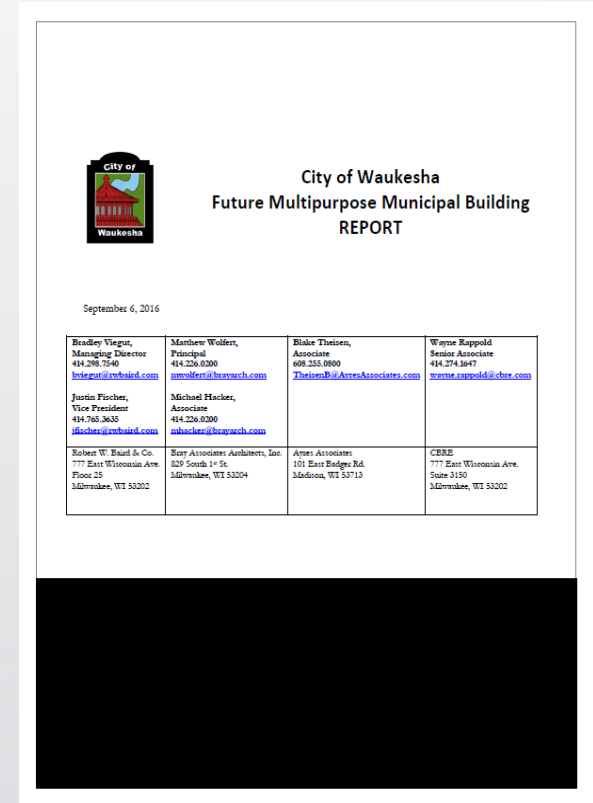 City of
Waukesha
City of Waukesha
Future Multipurpose Municipal Building
REPORT
September 6, 2016
Bradley Viegut,
Managing Director
414.298.7540
bviegut@rwbaird.com
Justin Fischer,
Vice President
414.765.3635
jfischer@rwbaird.com
Matthew Wolfert,
Principal
414.226.0200
mwolfert@brayarch.com
Michael Hacker,
Associate
414.226.0200
mhacker@brayarch.com
Blake Theisen,
Associate
608.255.0800
TheisenB@AyresAssociates.com
Wayne Rappold
Senior Associate
414.274.1647
wayne.rappold@cbre.com
Robert W. Baird & Co.
777 East Wisconsin Ave.
Floor 25
Milwaukee, WI 53202
Bray Associates Architects, Inc.
829 South 1st St.
Milwaukee, WI 53204
Ayres Associates
101 East Badger Rd.
Madison, WI 53713
CBRE
777 East Wisconsin Ave.
Suite 3150
Milwaukee, WI 53202